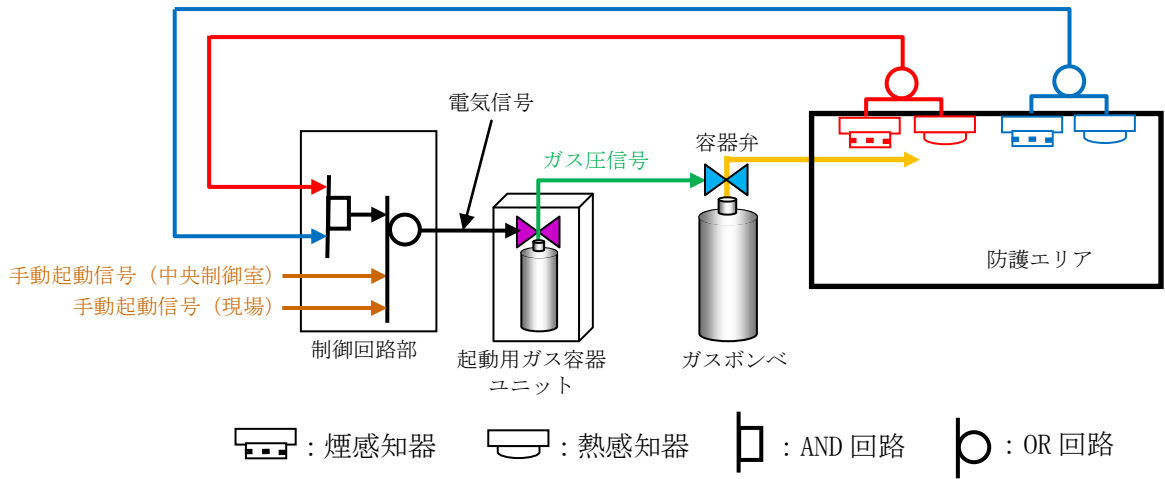 電気信号
容器弁
ガス圧信号
防護エリア
手動起動信号（中央制御室）
手動起動信号（現場）
制御回路部
起動用ガス容器
ユニット
ガスボンベ
：煙感知器
：熱感知器
：AND 回路
：OR 回路